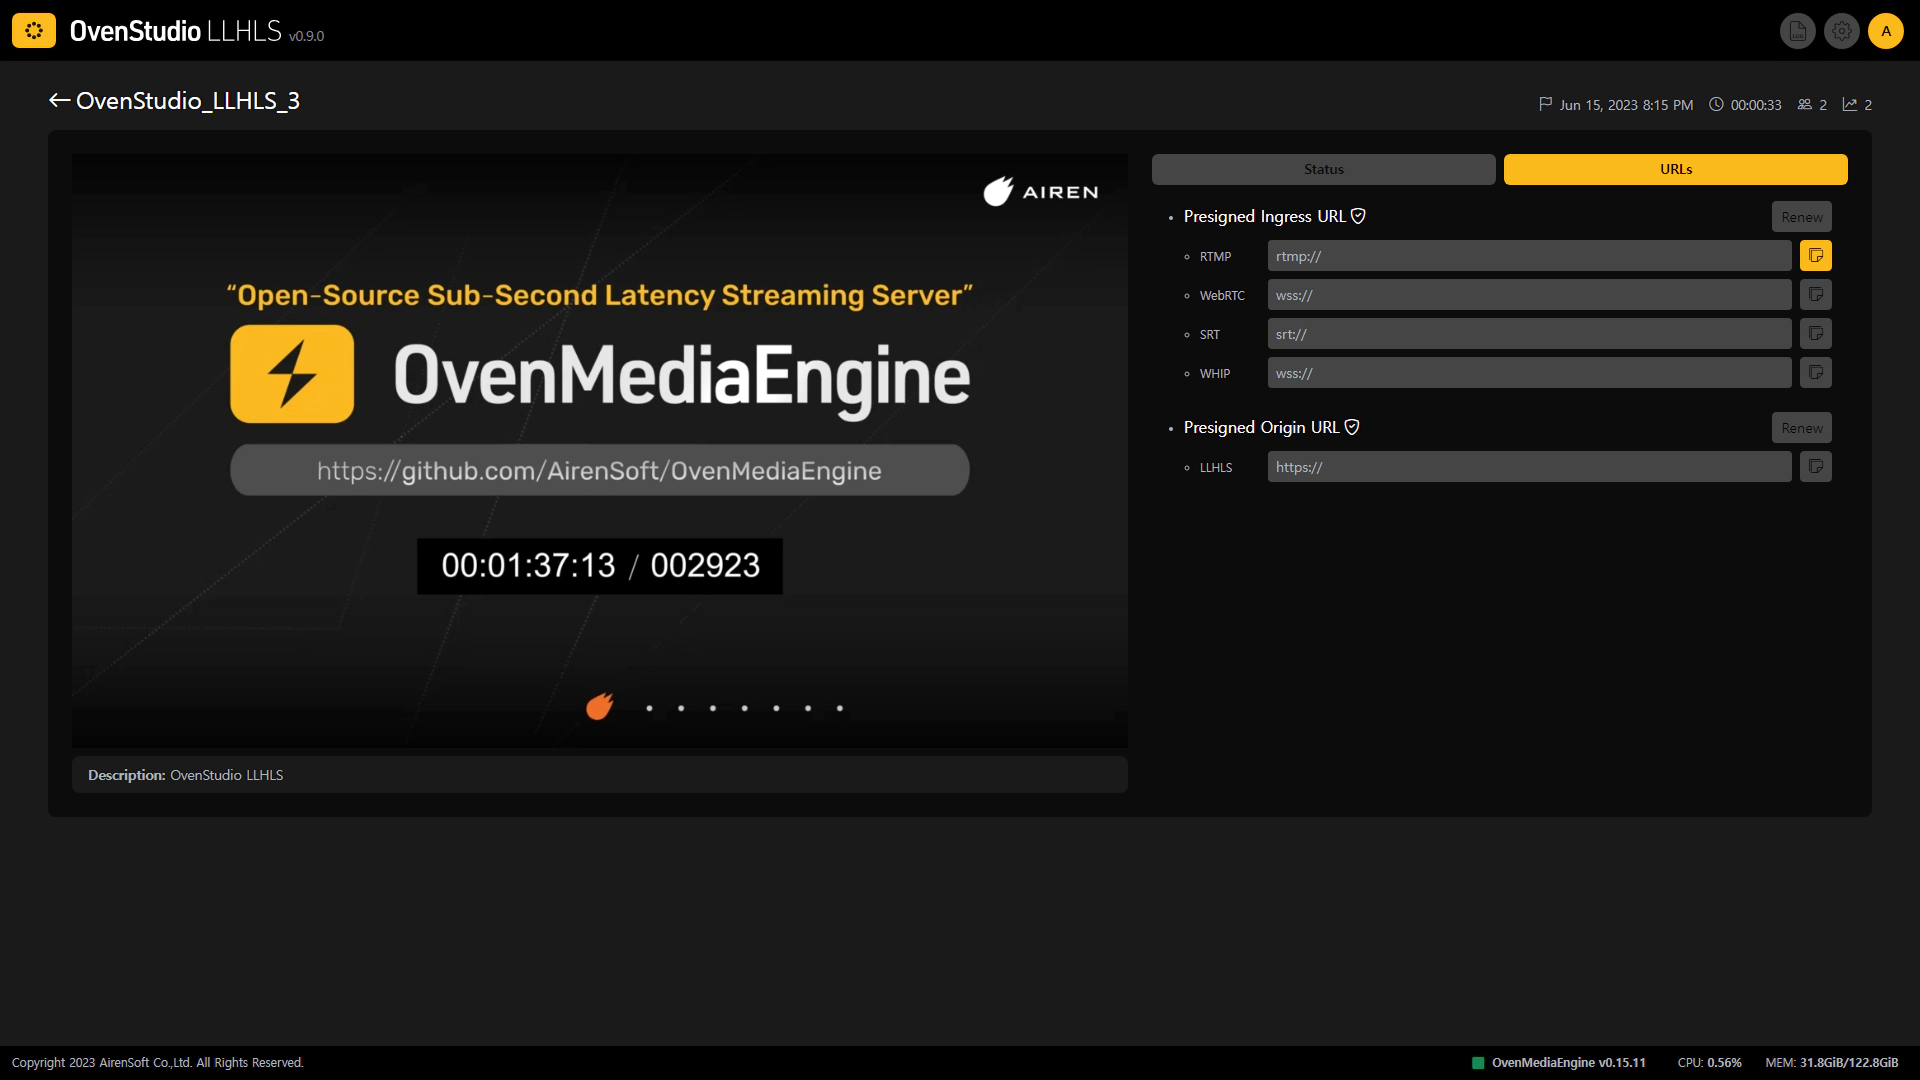 OvenStudio LLHLS v0.9.0
LOG
A
OvenStudio_LLHLS_3
Jun 15, 2023 8:15 PM 00:00:33 2 2
AIREN
“Open-Source Sub-Second Latency Streaming Server”
OvenMediaEngine
https://github.com/AirenSoft/OvenMediaEngine
00:01:37:13 / 002923
Description: OvenStudio LLHLS
Status
URLs
Presigned Ingress URL
Renew
RTMP rtmp://
WebRTC wss://
SRT srt://
WHIP wss://
Presigned Origin URL
Renew
LLHLS https://
Copyright 2023 AirenSoft Co.,Ltd. All Rights Reserved.
OvenMediaEngine v0.15.11 CPU: 0.56% MEM: 31.8GiB/122.8GiB